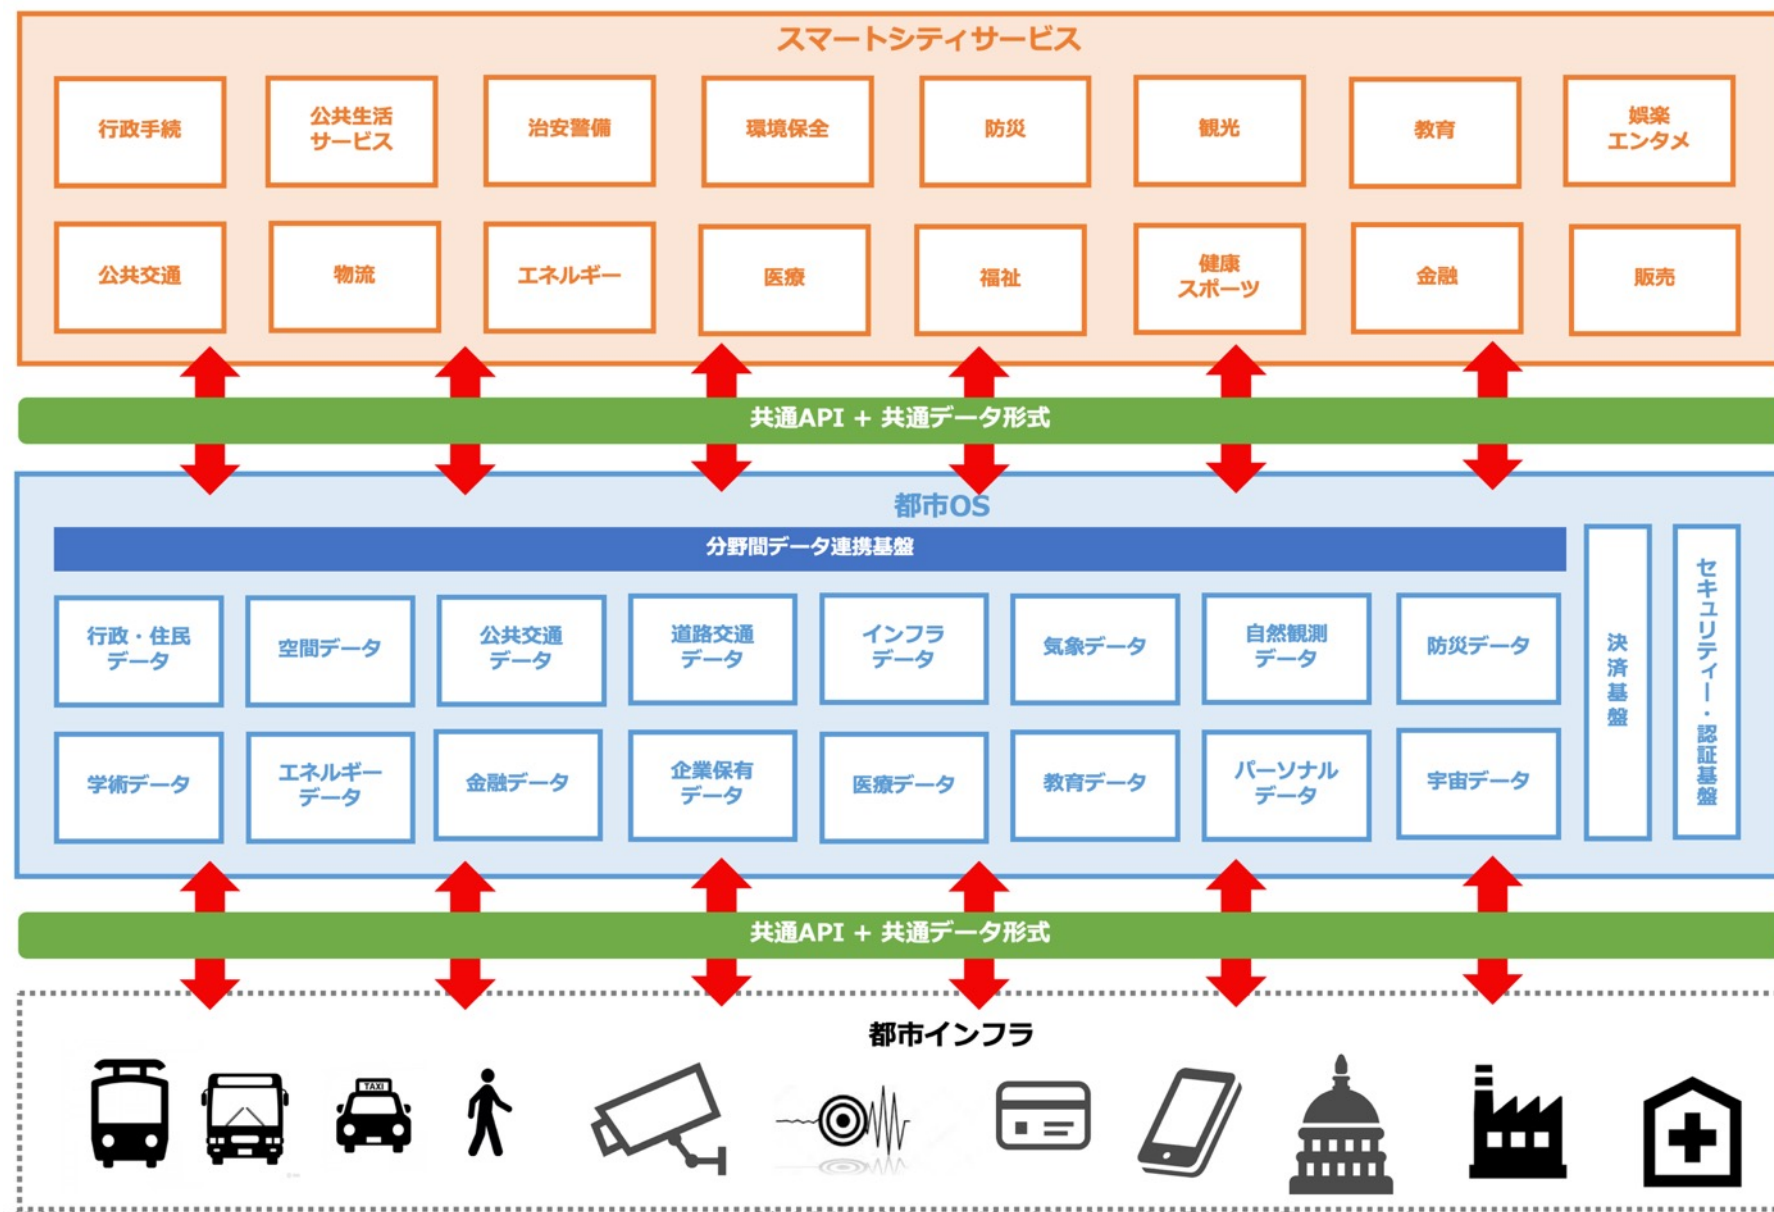 スマートシティサービス
行政手続
公共生活
サービス
治安警備
環境保全
防災
観光
教育
娯楽
エンタメ
公共交通
物流
エネルギー
医療
福祉
健康
スポーツ
金融
販売
共通API + 共通データ形式
都市OS
分野間データ連携基盤
行政・住民
データ
空間データ
公共交通
データ
道路交通
データ
インフラ
データ
気象データ
自然観測
データ
防災データ
学術データ
エネルギー
データ
金融データ
企業保有
データ
医療データ
教育データ
パーソナル
データ
宇宙データ
決済基盤
セキュリティー・認証基盤
共通API + 共通データ形式
都市インフラ
TAXI